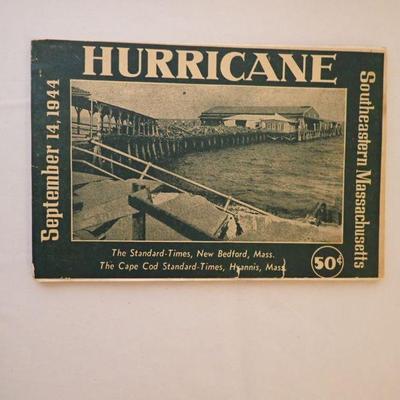 HURRICANE
September 14, 1944
Southeastern Massachusetts
The Standard-Times, New Bedford, Mass.
The Cape Cod Standard-Times, Hyannis, Mass.
50¢